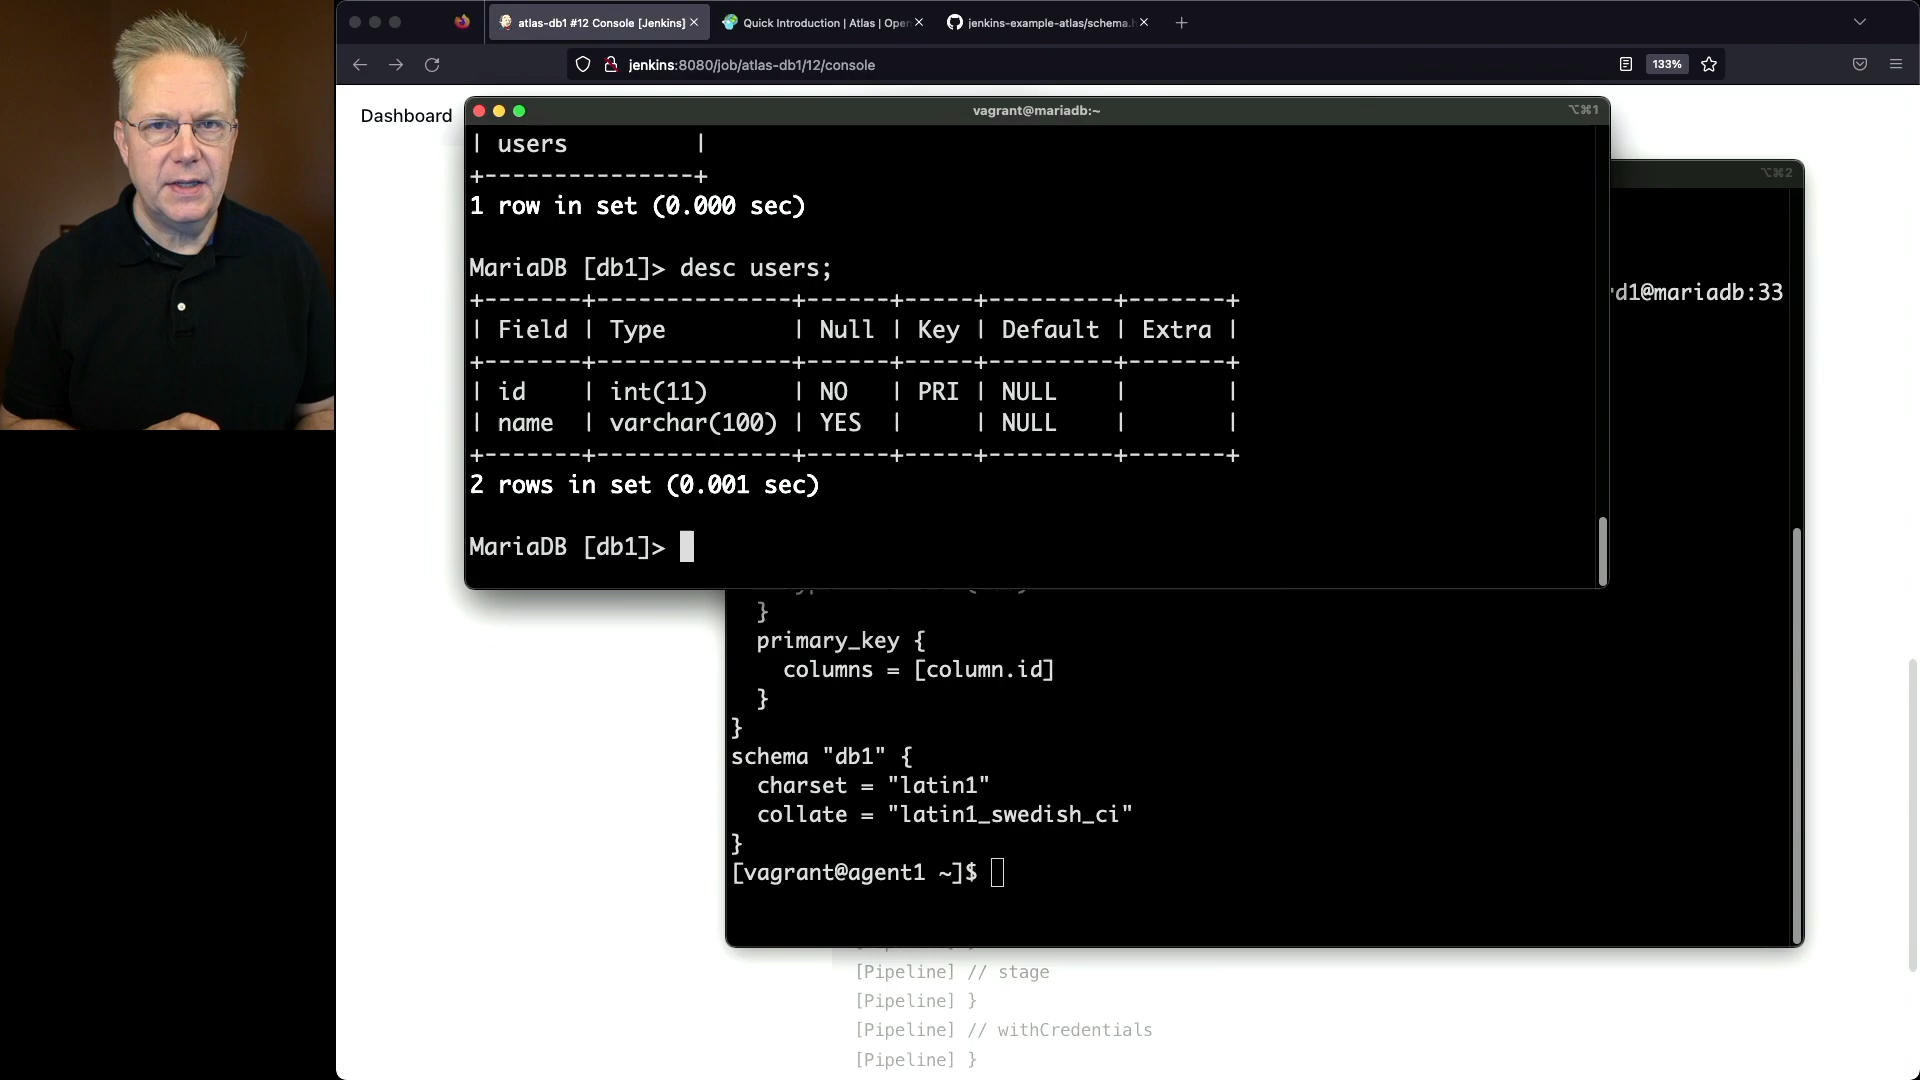 atlas-db1 #12 Console [Jenkins]
Quick Introduction | Atlas | Open
jenkins-example-atlas/schema.
jenkins:8080/job/atlas-db1/12/console
133%
Dashboard
vagrant@mariadb:~
⌥⌘1
| users         |
+---------------+
1 row in set (0.000 sec)
MariaDB [db1]> desc users;
+-------+--------------+------+-----+---------+-------+
| Field | Type         | Null | Key | Default | Extra |
+-------+--------------+------+-----+---------+-------+
| id    | int(11)      | NO   | PRI | NULL    |       |
| name  | varchar(100) | YES  |     | NULL    |       |
+-------+--------------+------+-----+---------+-------+
2 rows in set (0.001 sec)
MariaDB [db1]>
⌥⌘2
rd1@mariadb:33
}
primary_key {
columns = [column.id]
}
}
schema "db1" {
charset = "latin1"
collate = "latin1_swedish_ci"
}
[vagrant@agent1 ~]$
[Pipeline] // stage
[Pipeline] }
[Pipeline] // withCredentials
[Pipeline] }